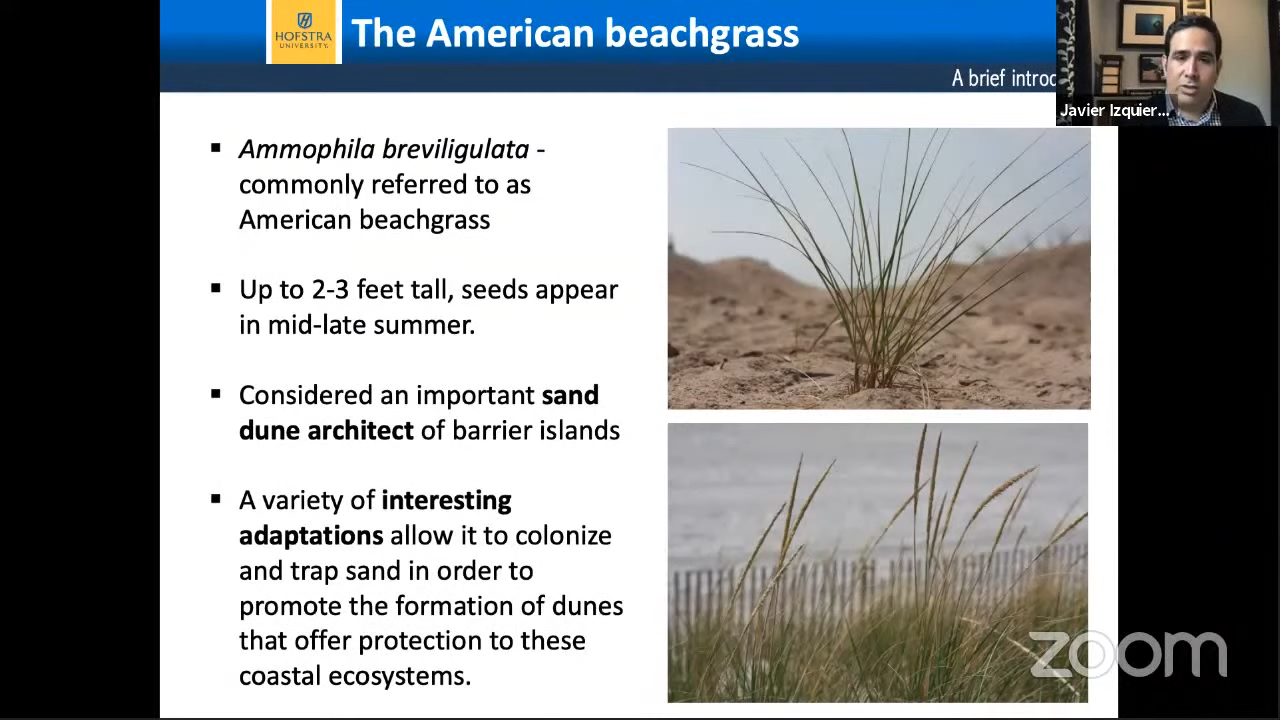 HOFSTRA
UNIVERSITY.
The American beachgrass
A brief introd
Javier Izquier...
▪ Ammophila breviligulata -
commonly referred to as
American beachgrass
▪ Up to 2-3 feet tall, seeds appear
in mid-late summer.
▪ Considered an important sand
dune architect of barrier islands
▪ A variety of interesting
adaptations allow it to colonize
and trap sand in order to
promote the formation of dunes
that offer protection to these
coastal ecosystems.
zoom